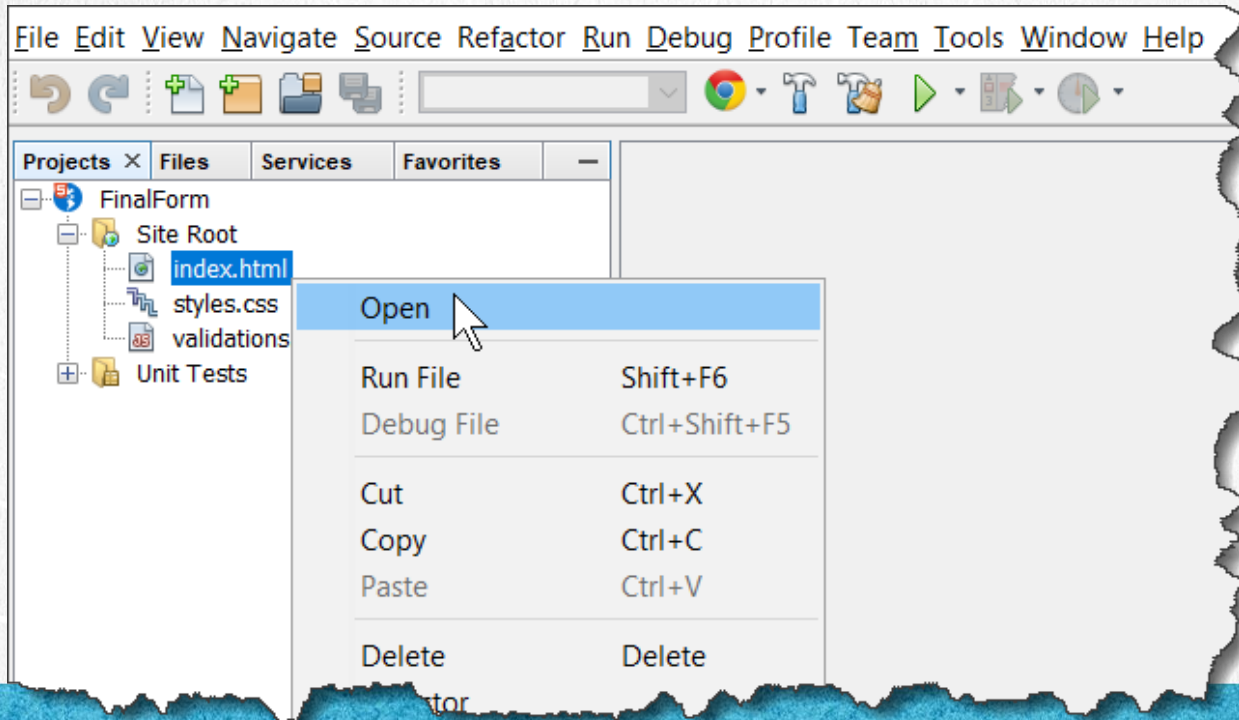 File Edit View Navigate Source Refactor Run Debug Profile Team Tools Window Help
Projects Files Services Favorites
FinalForm
Site Root
index.html
styles.css
validations
Unit Tests
Open
Run File Shift+F6
Debug File Ctrl+Shift+F5
Cut Ctrl+X
Copy Ctrl+C
Paste Ctrl+V
Delete Delete